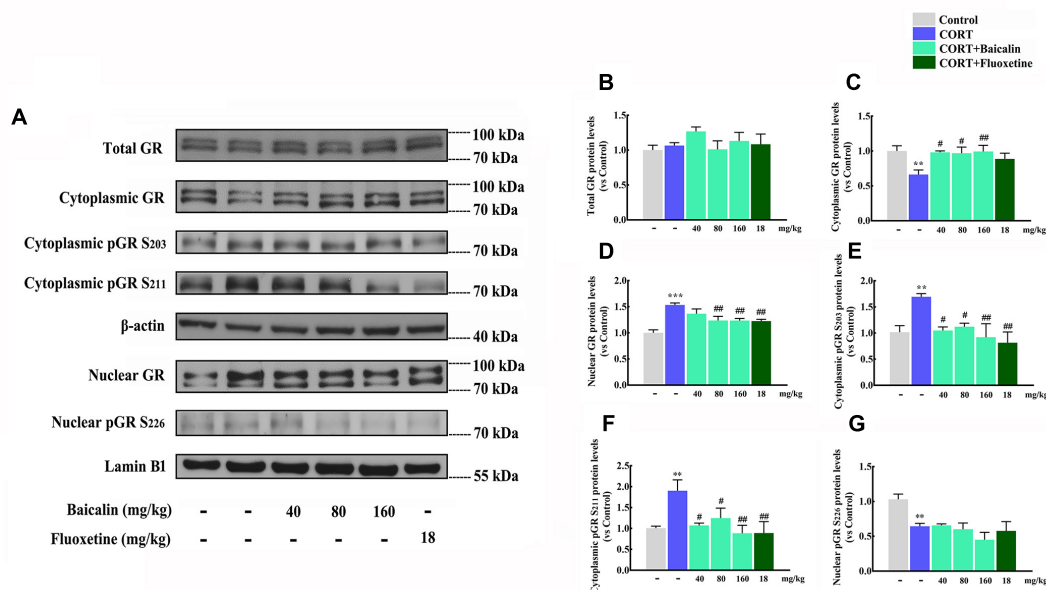 Control
CORT
CORT+Baicalin
CORT+Fluoxetine
A
Total GR
100 kDa
70 kDa
Cytoplasmic GR
100 kDa
70 kDa
Cytoplasmic pGR S203
70 kDa
Cytoplasmic pGR S211
70 kDa
β-actin
40 kDa
Nuclear GR
100 kDa
70 kDa
Nuclear pGR S226
70 kDa
Lamin B1
55 kDa
Baicalin (mg/kg) - - 40 80 160 -
Fluoxetine (mg/kg) - - - - - 18
B
Total GR protein levels
(vs Control)
1.5
1.0
0.5
0.0
- - 40 80 160 18 mg/kg
C
Cytoplasmic GR protein levels
(vs Control)
1.5
1.0
0.5
0.0
** # # ##
- - 40 80 160 18 mg/kg
D
Nuclear GR protein levels
(vs Control)
2.0
1.5
1.0
0.5
0.0
*** ## ## ##
- - 40 80 160 18 mg/kg
E
Cytoplasmic pGR S203 protein levels
(vs Control)
2.0
1.5
1.0
0.5
0.0
** # # ## ##
- - 40 80 160 18 mg/kg
F
Cytoplasmic pGR S211 protein levels
(vs Control)
2.5
2.0
1.5
1.0
0.5
0.0
** # # ## ##
- - 40 80 160 18 mg/kg
G
Nuclear pGR S226 protein levels
(vs Control)
2.0
1.5
1.0
0.5
0.0
**
- - 40 80 160 18 mg/kg